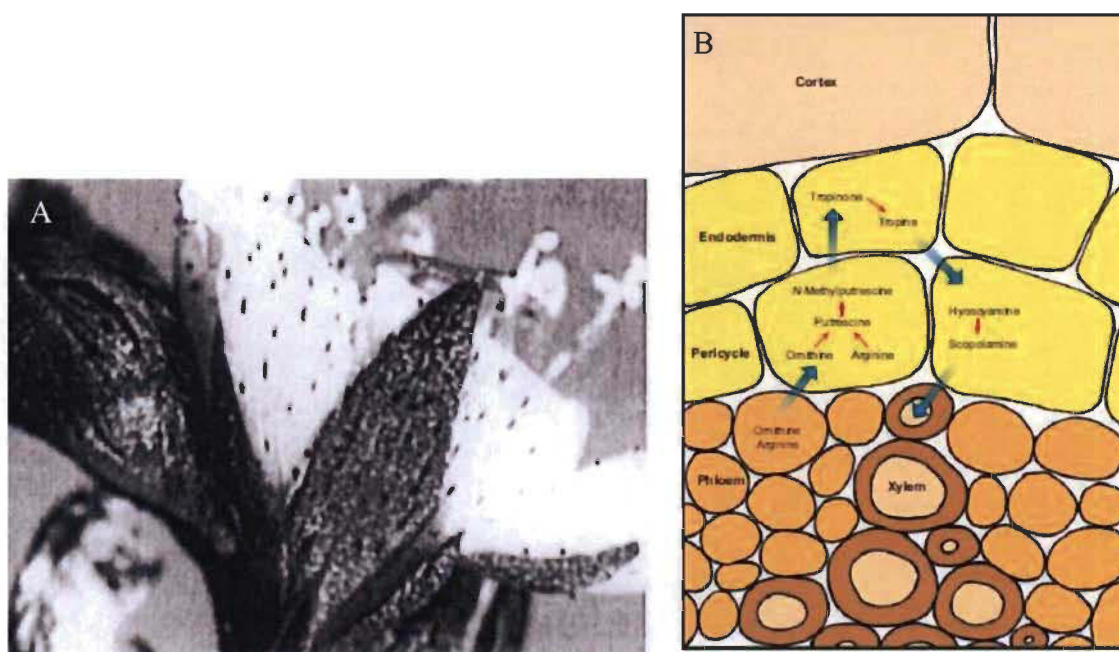 A
B
Cortex
Tropinone
Tropine
Endodermis
N-Methylputrescine
Putrescine
Ornithine Arginine
Hyoscyamine
Scopolamine
Pericycle
Ornithine
Arginine
Phloem
Xylem